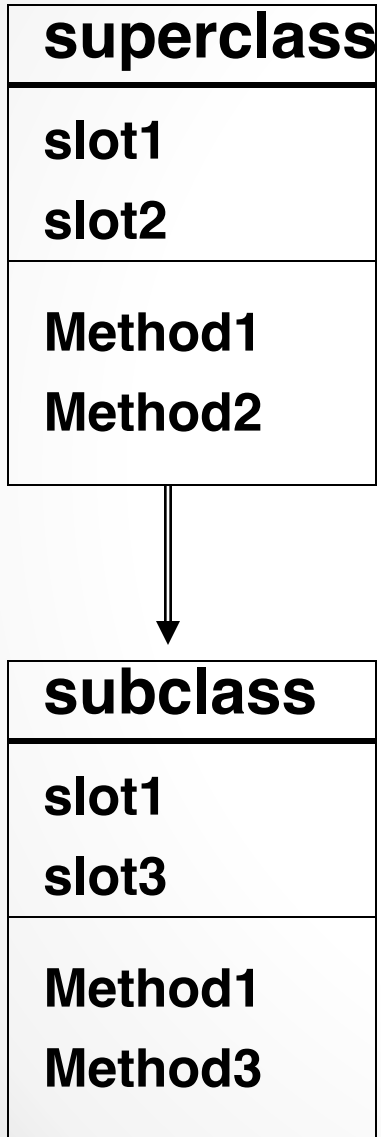 superclass
slot1
slot2
Method1
Method2
subclass
slot1
slot3
Method1
Method3